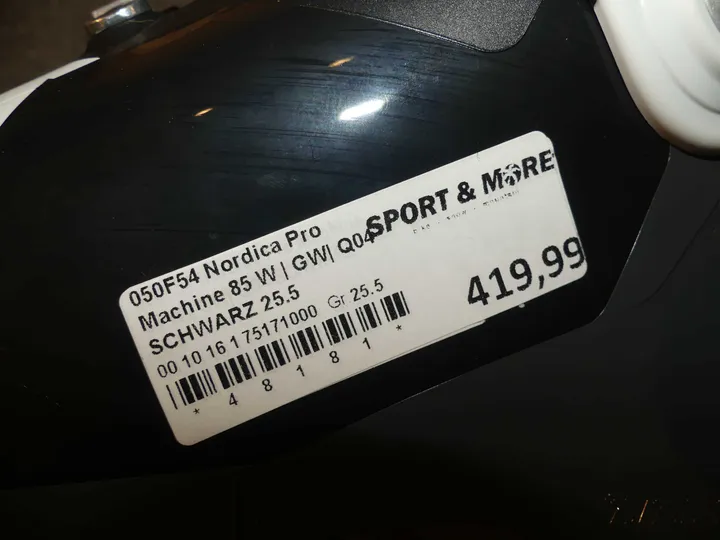 SPORT & MORE
050F54 Nordica Pro
Machine 85 W | GW| Q04
SCHWARZ 25.5
419,99
00 10 16 1 75171000 Gr 25.5
* 4 8 1 8 1 *